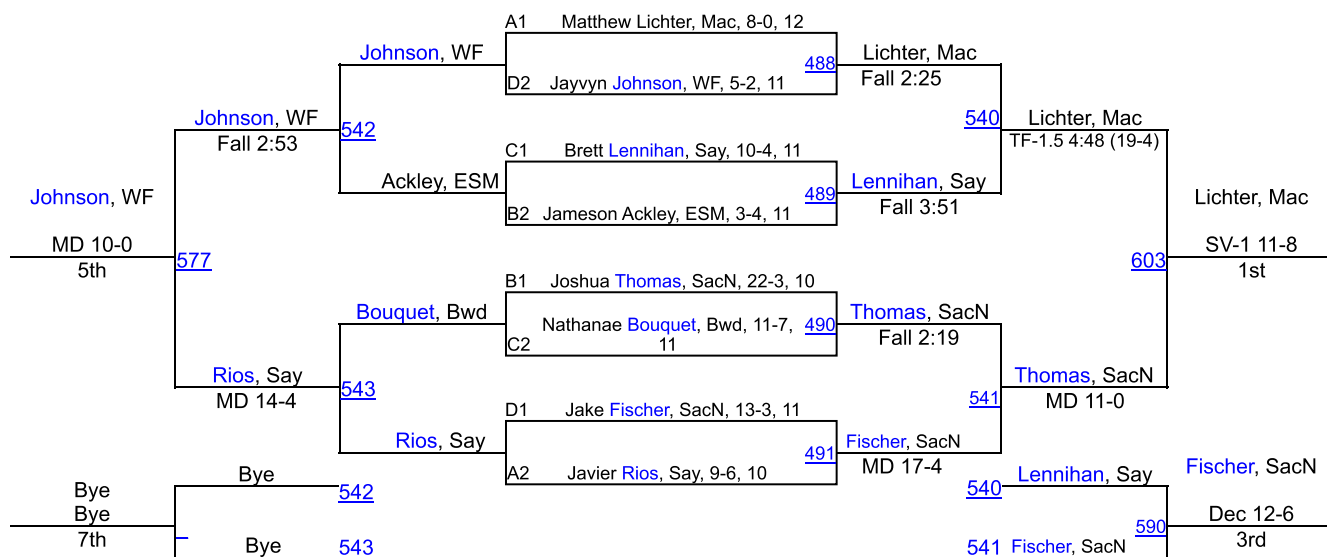 A1 Matthew Lichter, Mac, 8-0, 12
Johnson, WF
488
Lichter, Mac
D2 Jayvyn Johnson, WF, 5-2, 11
Fall 2:25
Johnson, WF
542
540
Lichter, Mac
Fall 2:53
TF-1.5 4:48 (19-4)
C1 Brett Lennihan, Say, 10-4, 11
Ackley, ESM
489
Lennihan, Say
B2 Jameson Ackley, ESM, 3-4, 11
Fall 3:51
Johnson, WF
Lichter, Mac
MD 10-0
577
603
SV-1 11-8
5th
1st
B1 Joshua Thomas, SacN, 22-3, 10
Bouquet, Bwd
Nathanae Bouquet, Bwd, 11-7,
490
Thomas, SacN
C2 11
Fall 2:19
Rios, Say
543
541
Thomas, SacN
MD 14-4
MD 11-0
D1 Jake Fischer, SacN, 13-3, 11
Rios, Say
491
Fischer, SacN
A2 Javier Rios, Say, 9-6, 10
MD 17-4
Bye
542
540
Lennihan, Say
Fischer, SacN
Bye
Bye
590
Dec 12-6
7th
3rd
Bye
543
541
Fischer, SacN